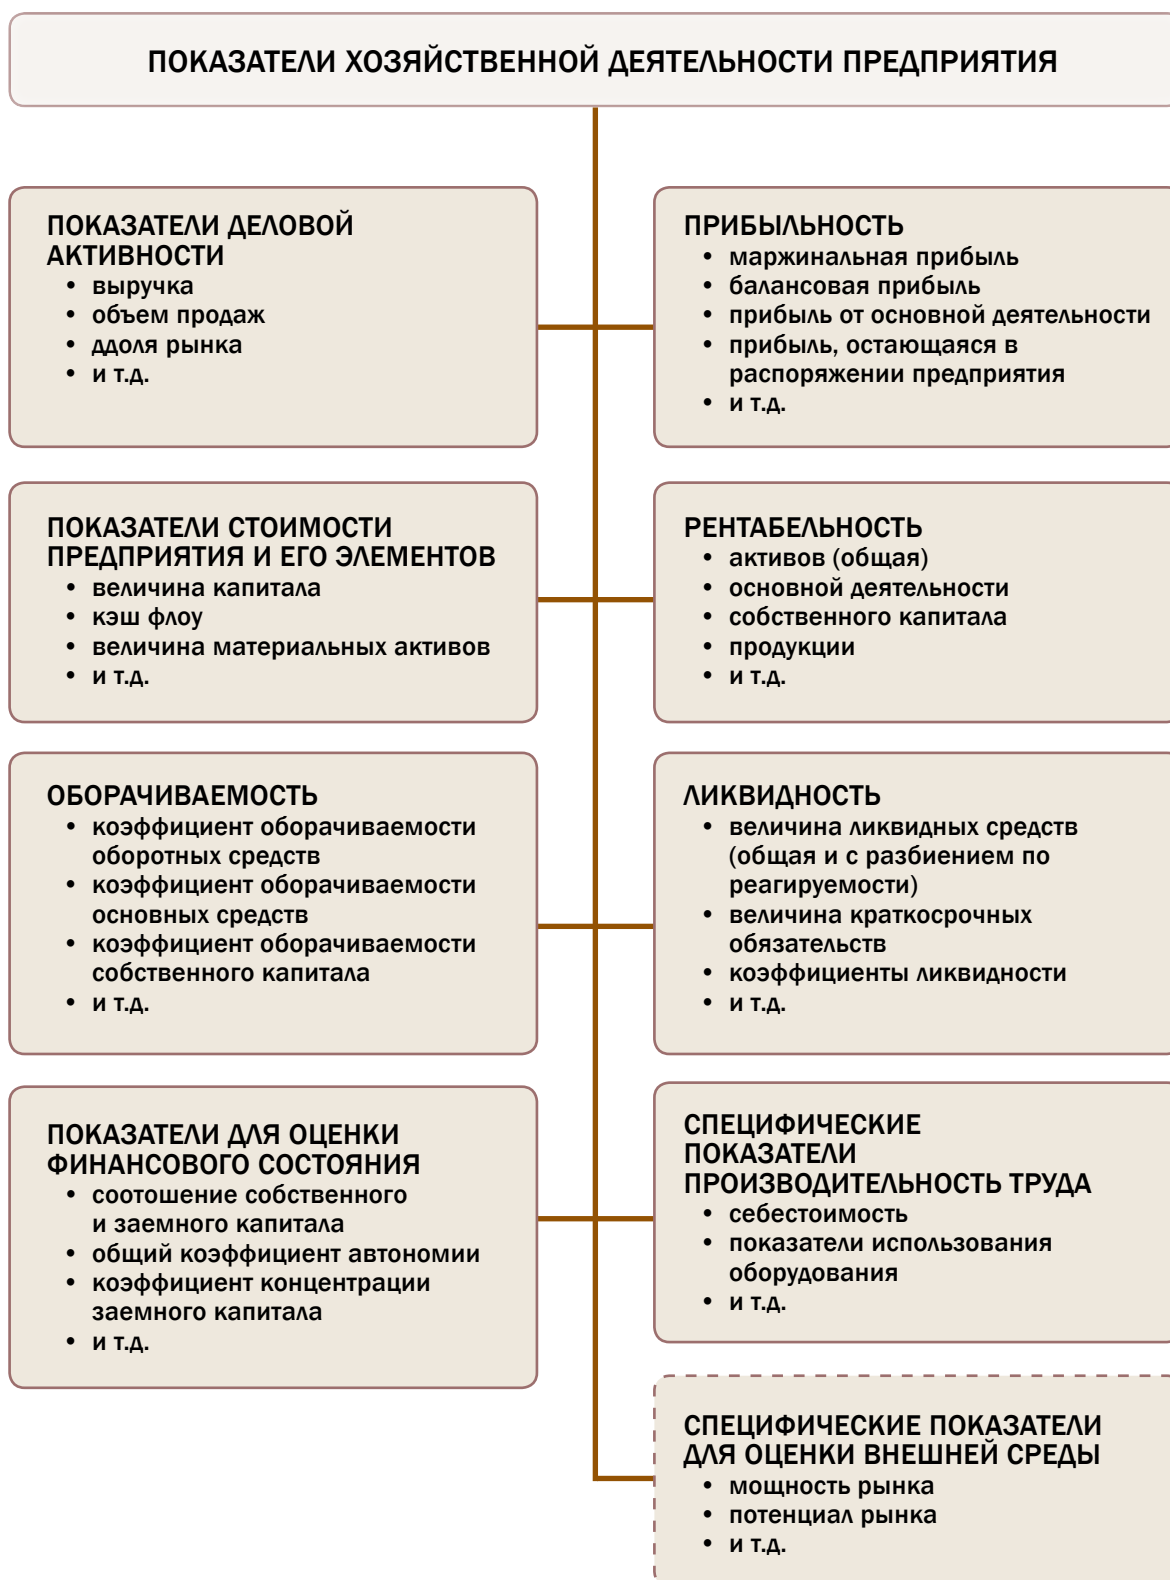 ПОКАЗАТЕЛИ ХОЗЯЙСТВЕННОЙ ДЕЯТЕЛЬНОСТИ ПРЕДПРИЯТИЯ
ПОКАЗАТЕЛИ ДЕЛОВОЙ
АКТИВНОСТИ
• выручка
• объем продаж
• ддоля рынка
• и т.д.
ПРИБЫЛЬНОСТЬ
• маржинальная прибыль
• балансовая прибыль
• прибыль от основной деятельности
• прибыль, остающаяся в
распоряжении предприятия
• и т.д.
ПОКАЗАТЕЛИ СТОИМОСТИ
ПРЕДПРИЯТИЯ И ЕГО ЭЛЕМЕНТОВ
• величина капитала
• кэш флоу
• величина материальных активов
• и т.д.
РЕНТАБЕЛЬНОСТЬ
• активов (общая)
• основной деятельности
• собственного капитала
• продукции
• и т.д.
ОБОРАЧИВАЕМОСТЬ
• коэффициент оборачиваемости
оборотных средств
• коэффициент оборачиваемости
основных средств
• коэффициент оборачиваемости
собственного капитала
• и т.д.
ЛИКВИДНОСТЬ
• величина ликвидных средств
(общая и с разбиением по
реагируемости)
• величина краткосрочных
обязательств
• коэффициенты ликвидности
• и т.д.
ПОКАЗАТЕЛИ ДЛЯ ОЦЕНКИ
ФИНАНСОВОГО СОСТОЯНИЯ
• соотошение собственного
и заемного капитала
• общий коэффициент автономии
• коэффициент концентрации
заемного капитала
• и т.д.
СПЕЦИФИЧЕСКИЕ
ПОКАЗАТЕЛИ
ПРОИЗВОДИТЕЛЬНОСТЬ ТРУДА
• себестоимость
• показатели использования
оборудования
• и т.д.
СПЕЦИФИЧЕСКИЕ ПОКАЗАТЕЛИ
ДЛЯ ОЦЕНКИ ВНЕШНЕЙ СРЕДЫ
• мощность рынка
• потенциал рынка
• и т.д.